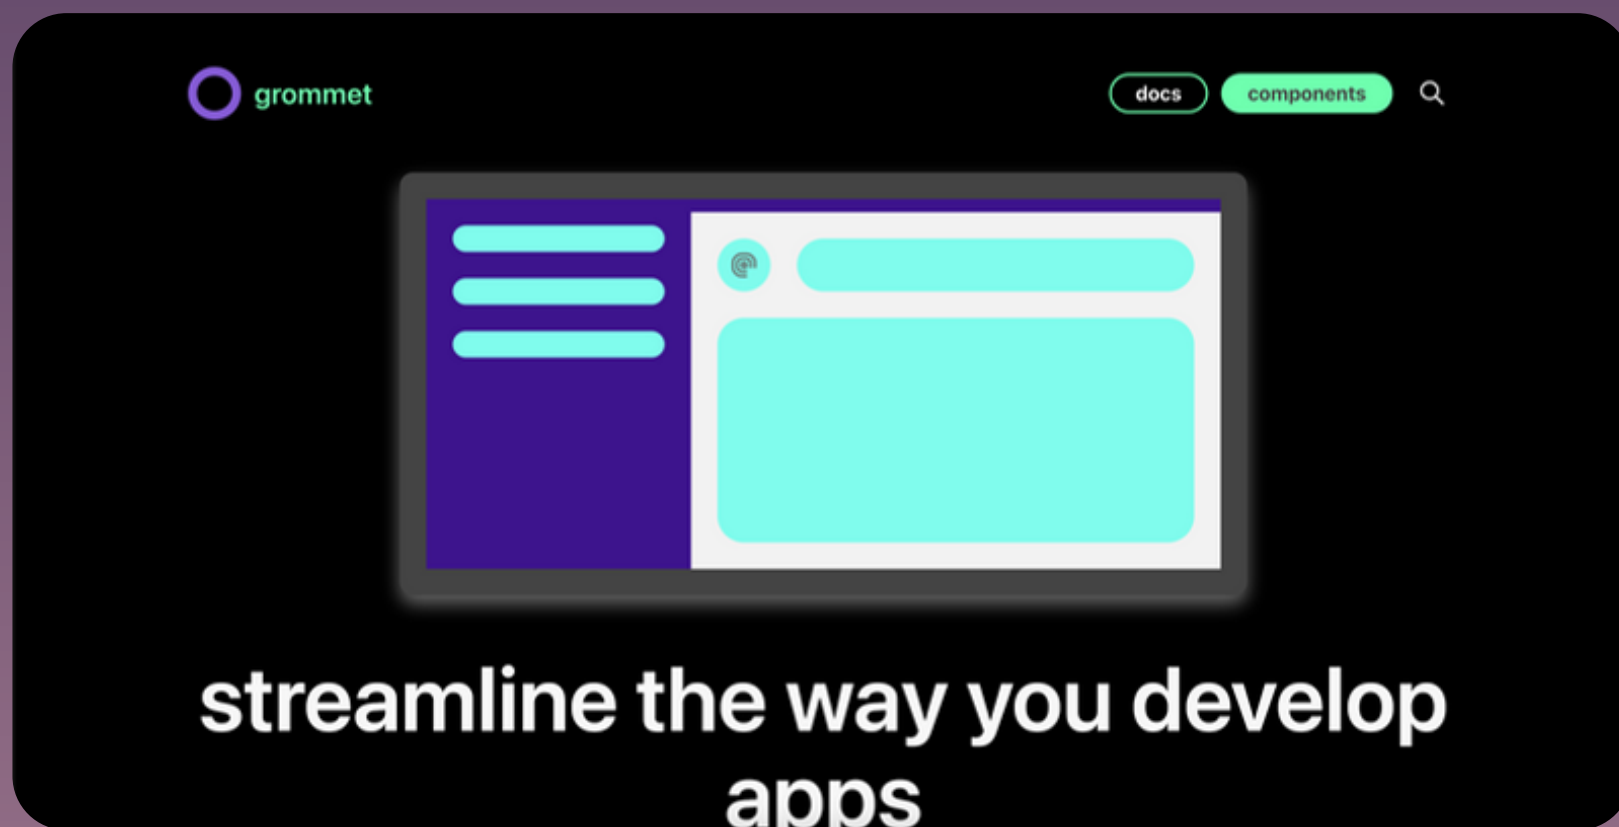 grommet
docs
components
streamline the way you develop
apps